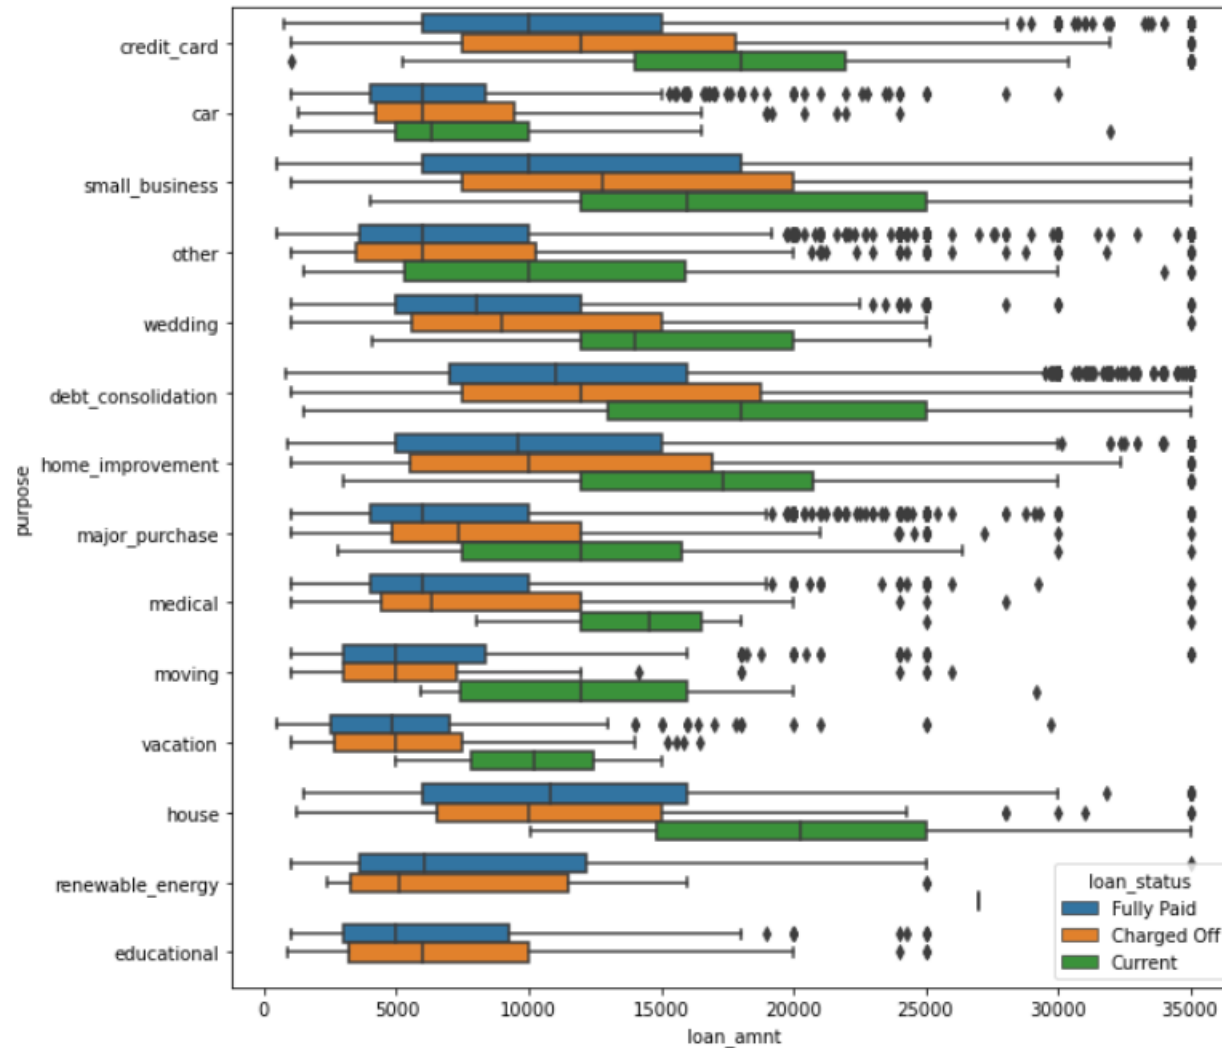 credit_card
car
small_business
other
wedding
debt_consolidation
home_improvement
major_purchase
medical
moving
vacation
house
renewable_energy
educational
purpose
0 5000 10000 15000 20000 25000 30000 35000
loan_amnt
loan_status
Fully Paid
Charged Off
Current